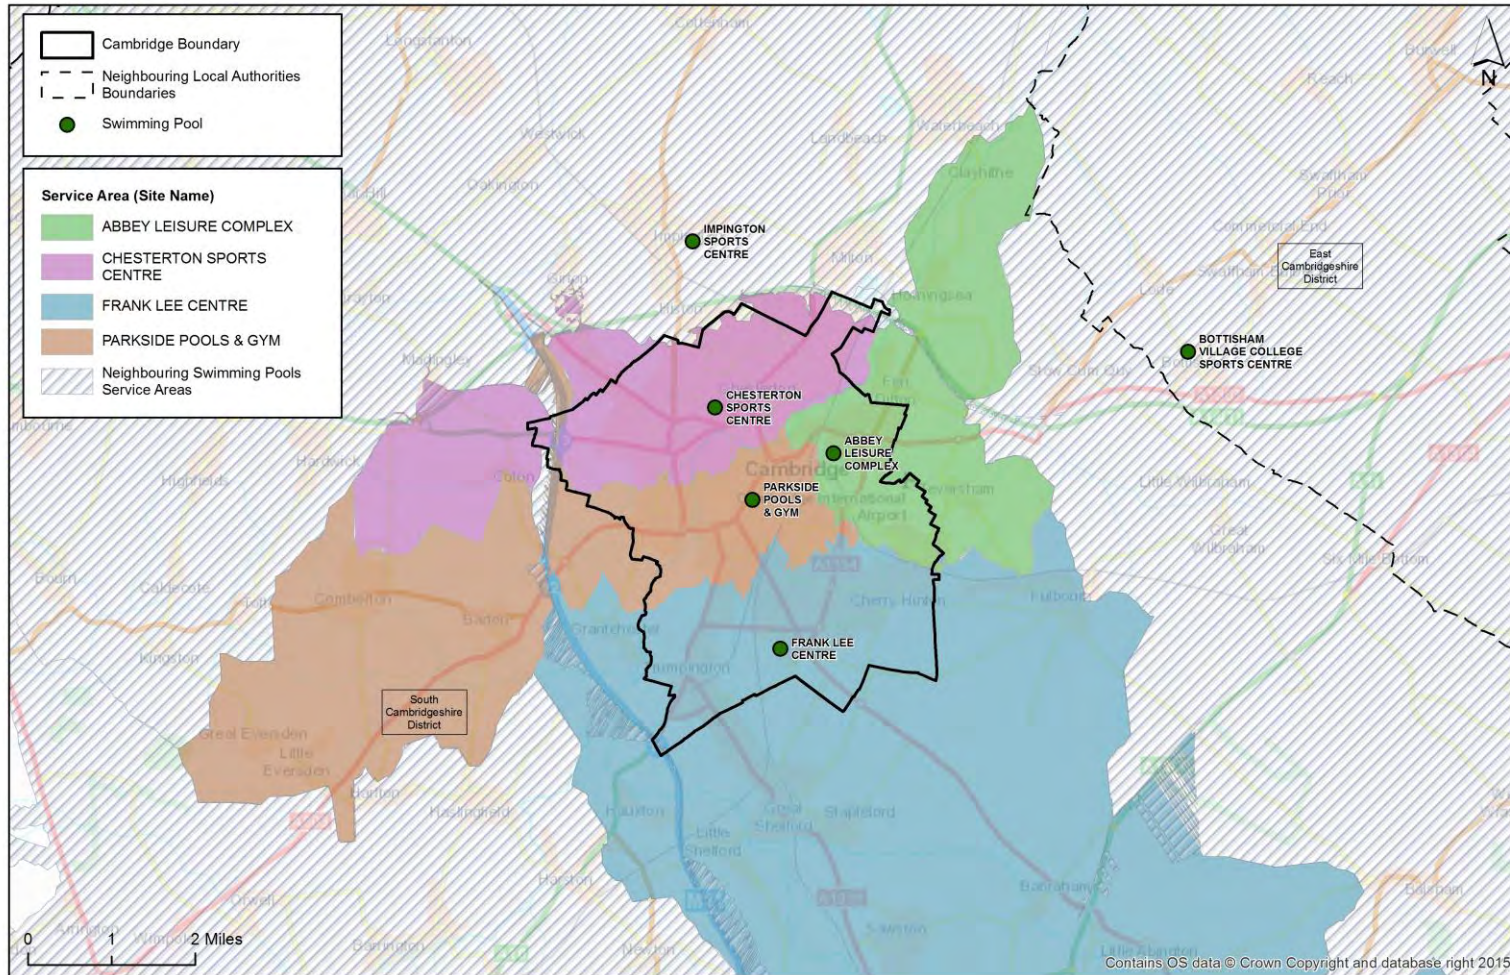 Cambridge Boundary
Neighbouring Local Authorities
Boundaries
Swimming Pool
Service Area (Site Name)
ABBEY LEISURE COMPLEX
CHESTERTON SPORTS
CENTRE
FRANK LEE CENTRE
PARKSIDE POOLS & GYM
Neighbouring Swimming Pools
Service Areas
N
Longstanton
Cottenham
Burwell
Reach
Westwick
Landbeach
Waterbeach
Clayhithe
Swaffham
Prior
Oakington
Commercial End
IMPINGTON
SPORTS
CENTRE
Milton
East
Cambridgeshire
District
Girton
Histon
Horningsea
Lode
BOTTISHAM
VILLAGE COLLEGE
SPORTS CENTRE
Madingley
Stow Cum Quy
Fen
Ditton
CHESTERTON
SPORTS
CENTRE
ABBEY
LEISURE
COMPLEX
Hardwick
Highfields
Coton
Cambridge
Little Wilbraham
PARKSIDE
POOLS
& GYM
International
Airport
Teversham
Great
Wilbraham
Six Mile Bottom
Bourn
Caldecote
Toft
Comberton
Barton
Cherry Hinton
Fulbourn
Grantchester
Kingston
FRANK LEE
CENTRE
Trumpington
South
Cambridgeshire
District
Great Eversden
Little
Eversden
Harlton
Haslingfield
Hauxton
Great
Shelford
Stapleford
Little
Shelford
Harston
Orwell
M11
Babraham
Balsham
Arrington
Barrington
Newton
Sawston
Little Abington
0 1 2 Miles
Contains OS data © Crown Copyright and database right 2015